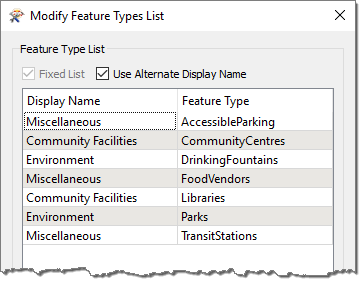 Modify Feature Types List
Feature Type List
Fixed List Use Alternate Display Name
Display Name Feature Type
Miscellaneous AccessibleParking
Community Facilities CommunityCentres
Environment DrinkingFountains
Miscellaneous FoodVendors
Community Facilities Libraries
Environment Parks
Miscellaneous TransitStations